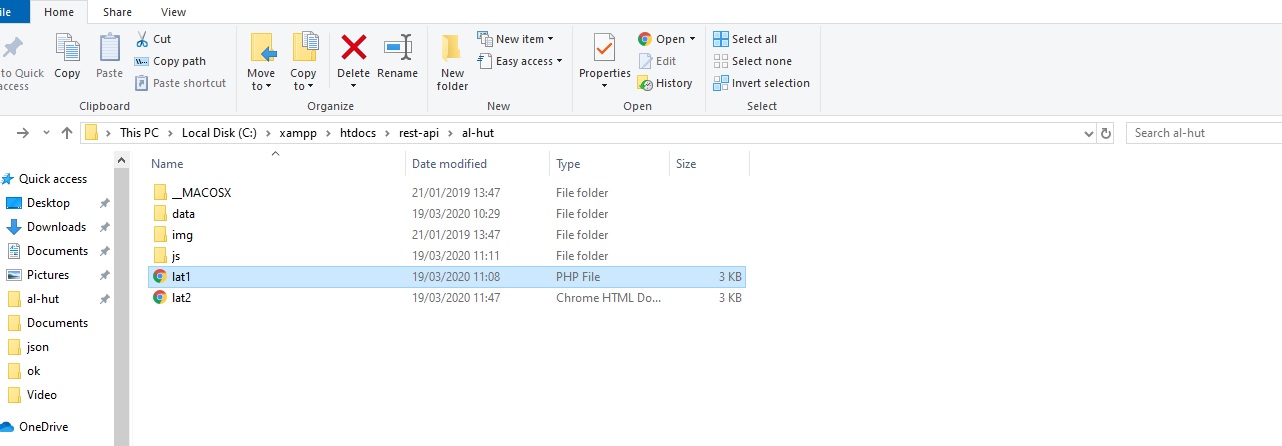 ile Home Share View
to Quick access
Copy
Paste
Cut
Copy path
Paste shortcut
Clipboard
Move to
Copy to
Delete
Rename
Organize
New folder
New item
Easy access
New
Properties
Open
Edit
History
Open
Select all
Select none
Invert selection
Select
This PC > Local Disk (C:) > xampp > htdocs > rest-api > al-hut
Search al-hut
Quick access
Desktop
Downloads
Documents
Pictures
al-hut
Documents
json
ok
Video
OneDrive
Name Date modified Type Size
__MACOSX 21/01/2019 13:47 File folder
data 19/03/2020 10:29 File folder
img 21/01/2019 13:47 File folder
js 19/03/2020 11:11 File folder
lat1 19/03/2020 11:08 PHP File 3 KB
lat2 19/03/2020 11:47 Chrome HTML Do... 3 KB